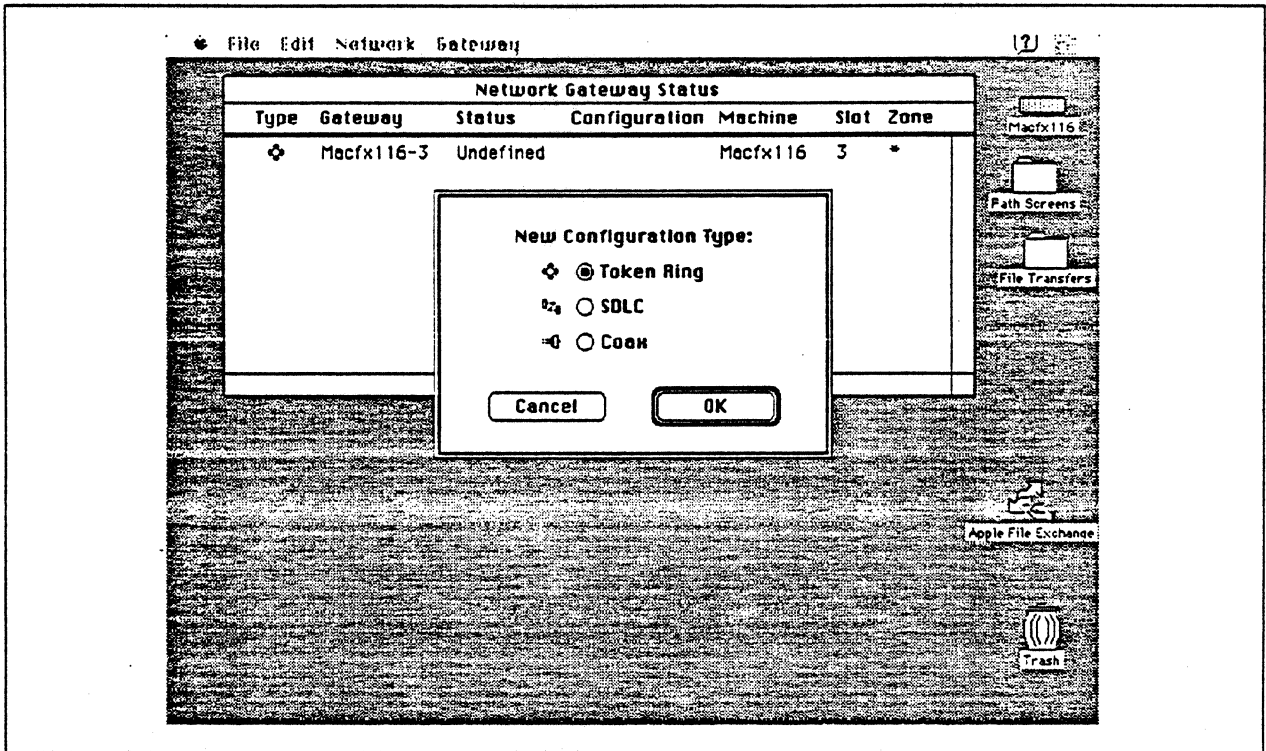 File Edit Network Gateway
Network Gateway Status
Type Gateway Status Configuration Machine Slot Zone
Macfx116-3 Undefined Macfx116 3 *
New Configuration Type:
Token Ring
SDLC
Coax
Cancel OK
Macfx116
Path Screens
File Transfers
Apple File Exchange
Trash